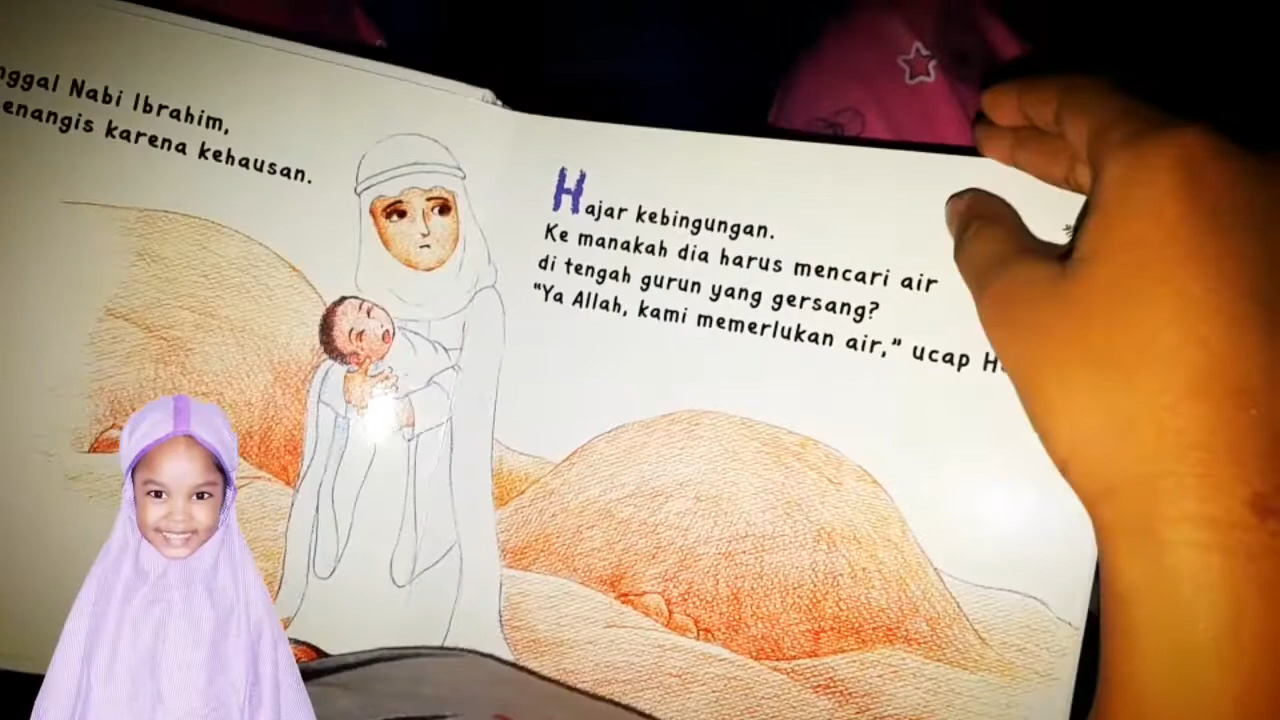 nggal Nabi Ibrahim,
enangis karena kehausan.
Hajar kebingungan.
Ke manakah dia harus mencari air
di tengah gurun yang gersang?
"Ya Allah, kami memerlukan air," ucap